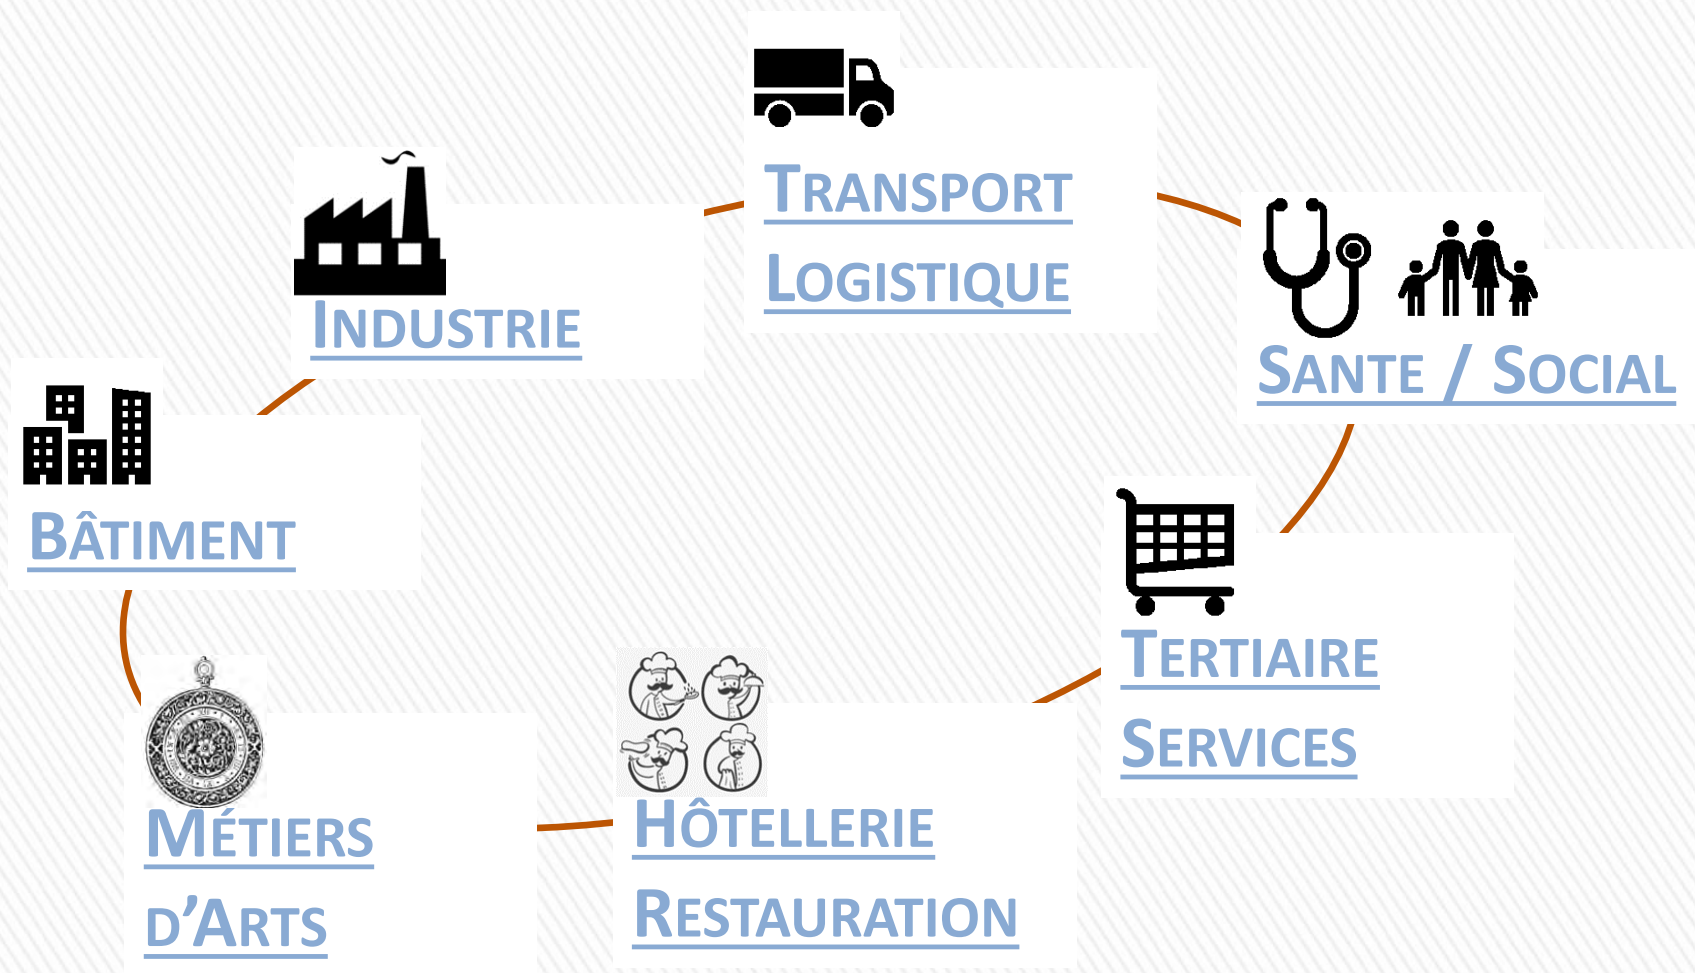 TRANSPORT
LOGISTIQUE
INDUSTRIE
SANTE / SOCIAL
BÂTIMENT
TERTIAIRE
SERVICES
MÉTIERS
D’ARTS
HÔTELLERIE
RESTAURATION